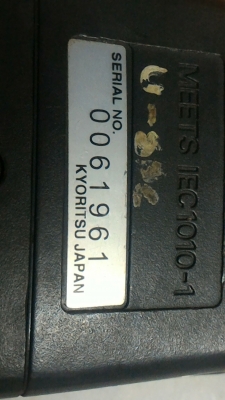 MEETS IEC1010-1
SERIAL NO.
0061961
KYORITSU JAPAN